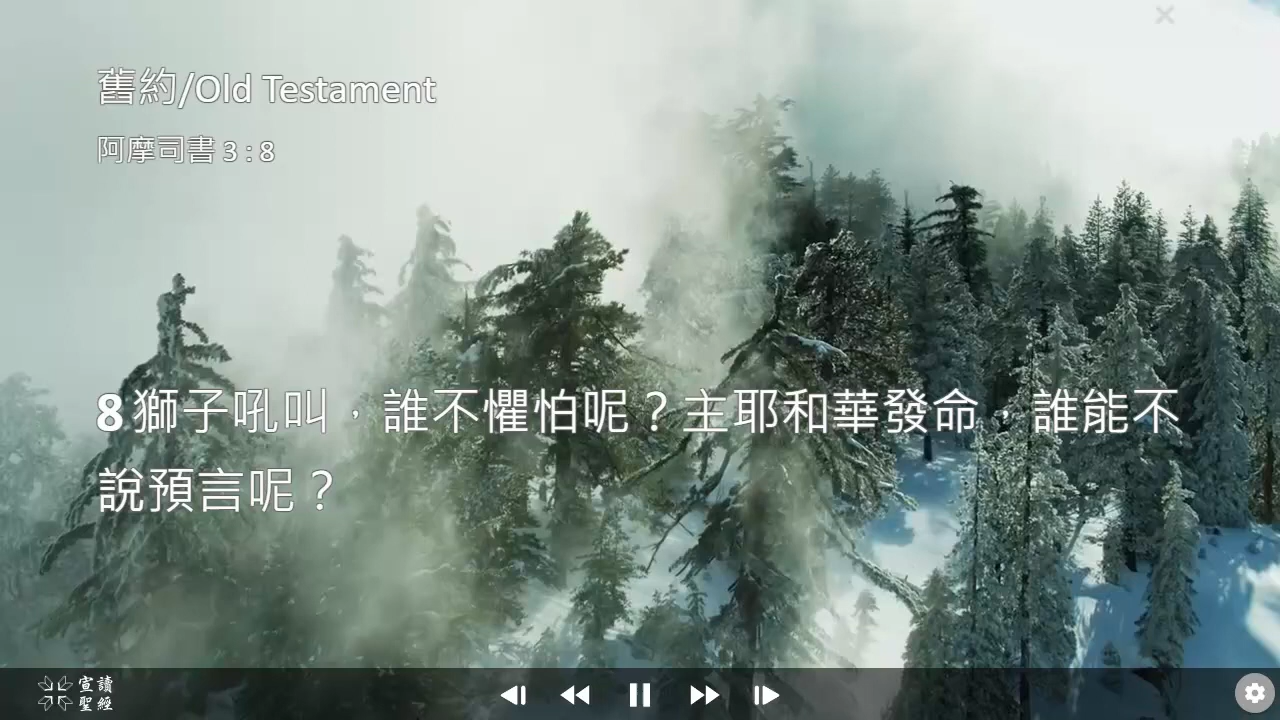 舊約/Old Testament
阿摩司書 3 : 8
8 獅子吼叫，誰不懼怕呢？主耶和華發命，誰能不
說預言呢？
宣讀
聖經